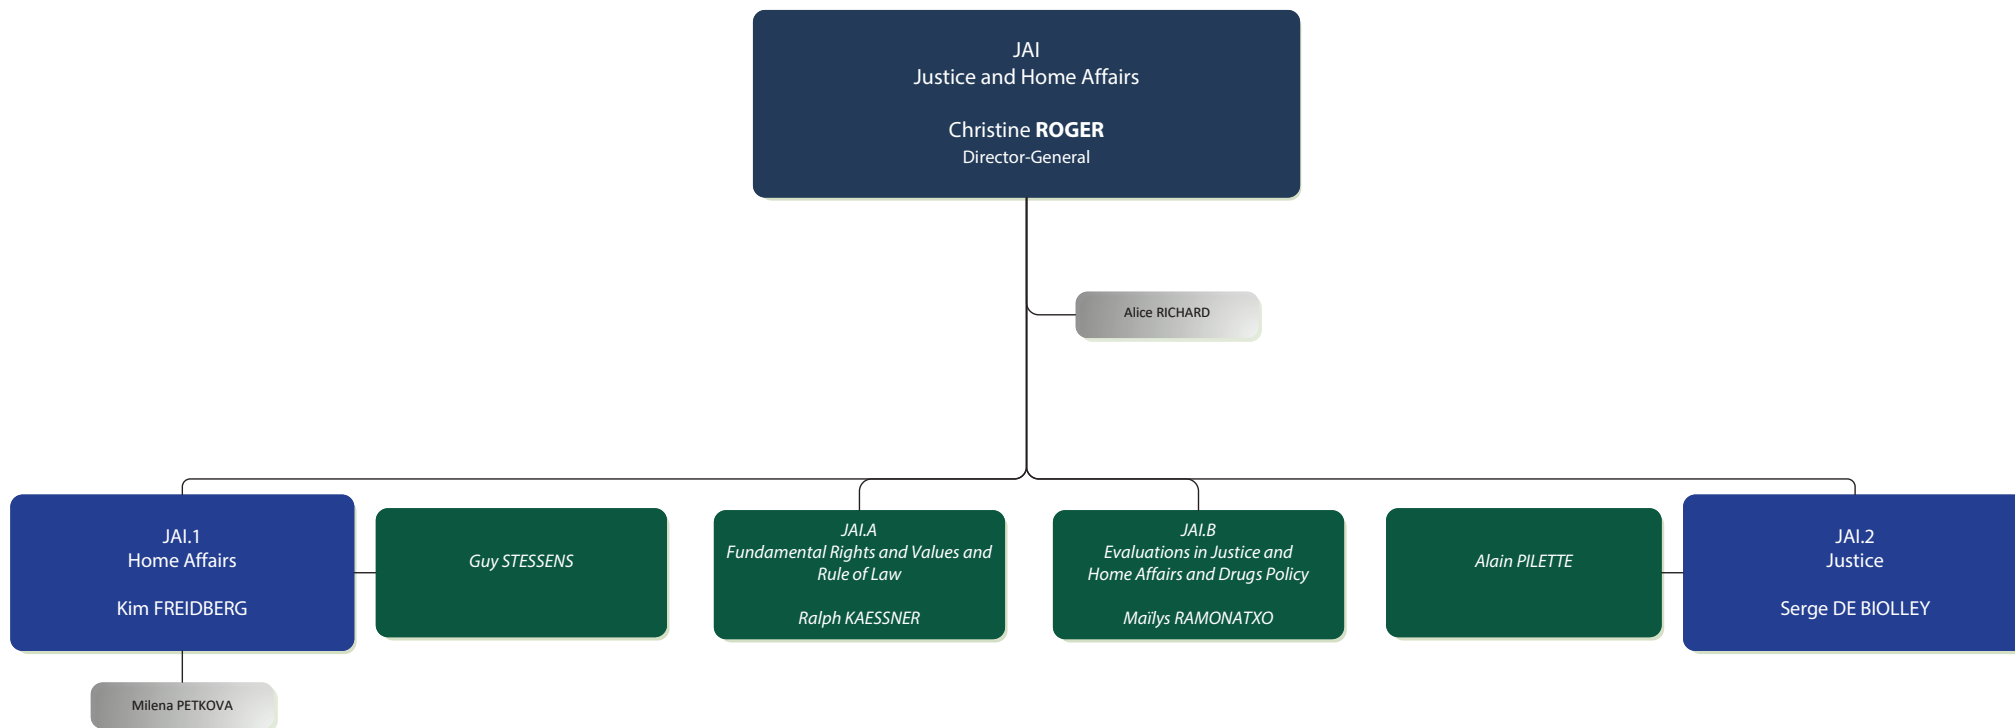 JAI
Justice and Home Affairs
Christine ROGER
Director-General
Alice RICHARD
JAI.1
Home Affairs
Kim FREIDBERG
Guy STESSENS
JAI.A
Fundamental Rights and Values and
Rule of Law
Ralph KAESSNER
JAI.B
Evaluations in Justice and
Home Affairs and Drugs Policy
Maïlys RAMONATXO
Alain PILETTE
JAI.2
Justice
Serge DE BIOLLEY
Milena PETKOVA